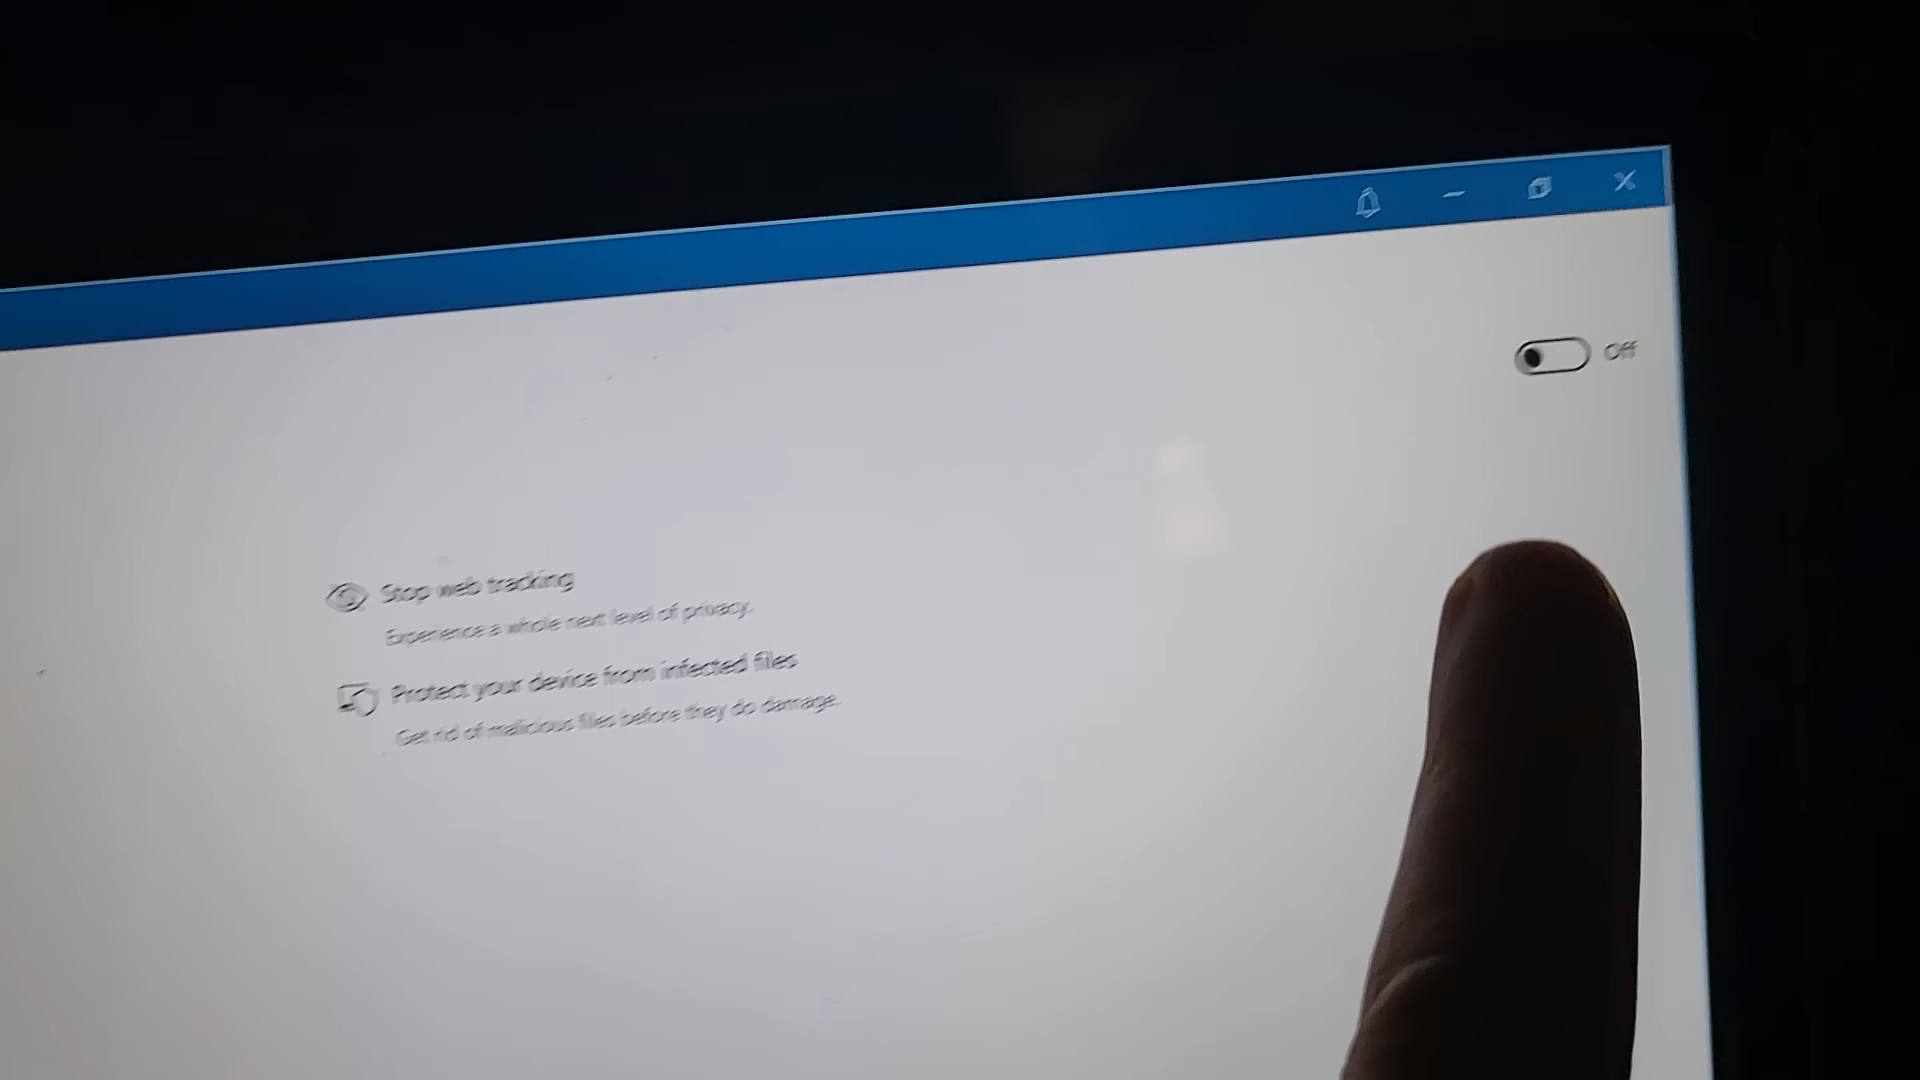 Off
Stop web tracking
Experience a whole next level of privacy.
Protect your device from infected files
Get rid of malicious files before they do damage.